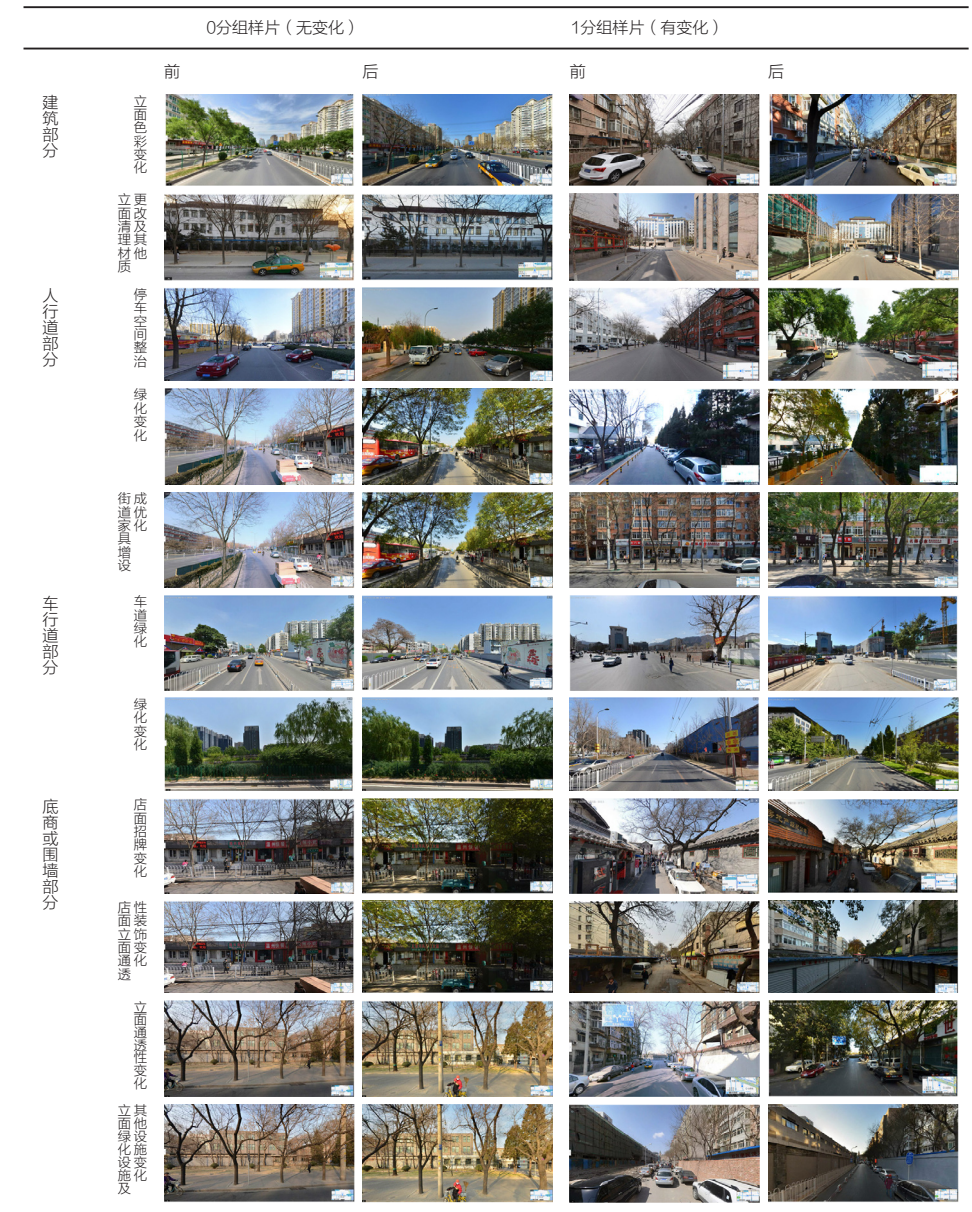 0分组样片（无变化）
1分组样片（有变化）
前
后
前
后
建筑部分
立面色彩变化
立面清理材质
更改及其他
人行道部分
停车空间整治
绿化变化
街道家具增设
成优化
车行道部分
车道绿化
绿化变化
底商或围墙部分
店面招牌变化
店面立面通透
性装饰变化
立面通透性变化
立面绿化设施及
其他设施变化